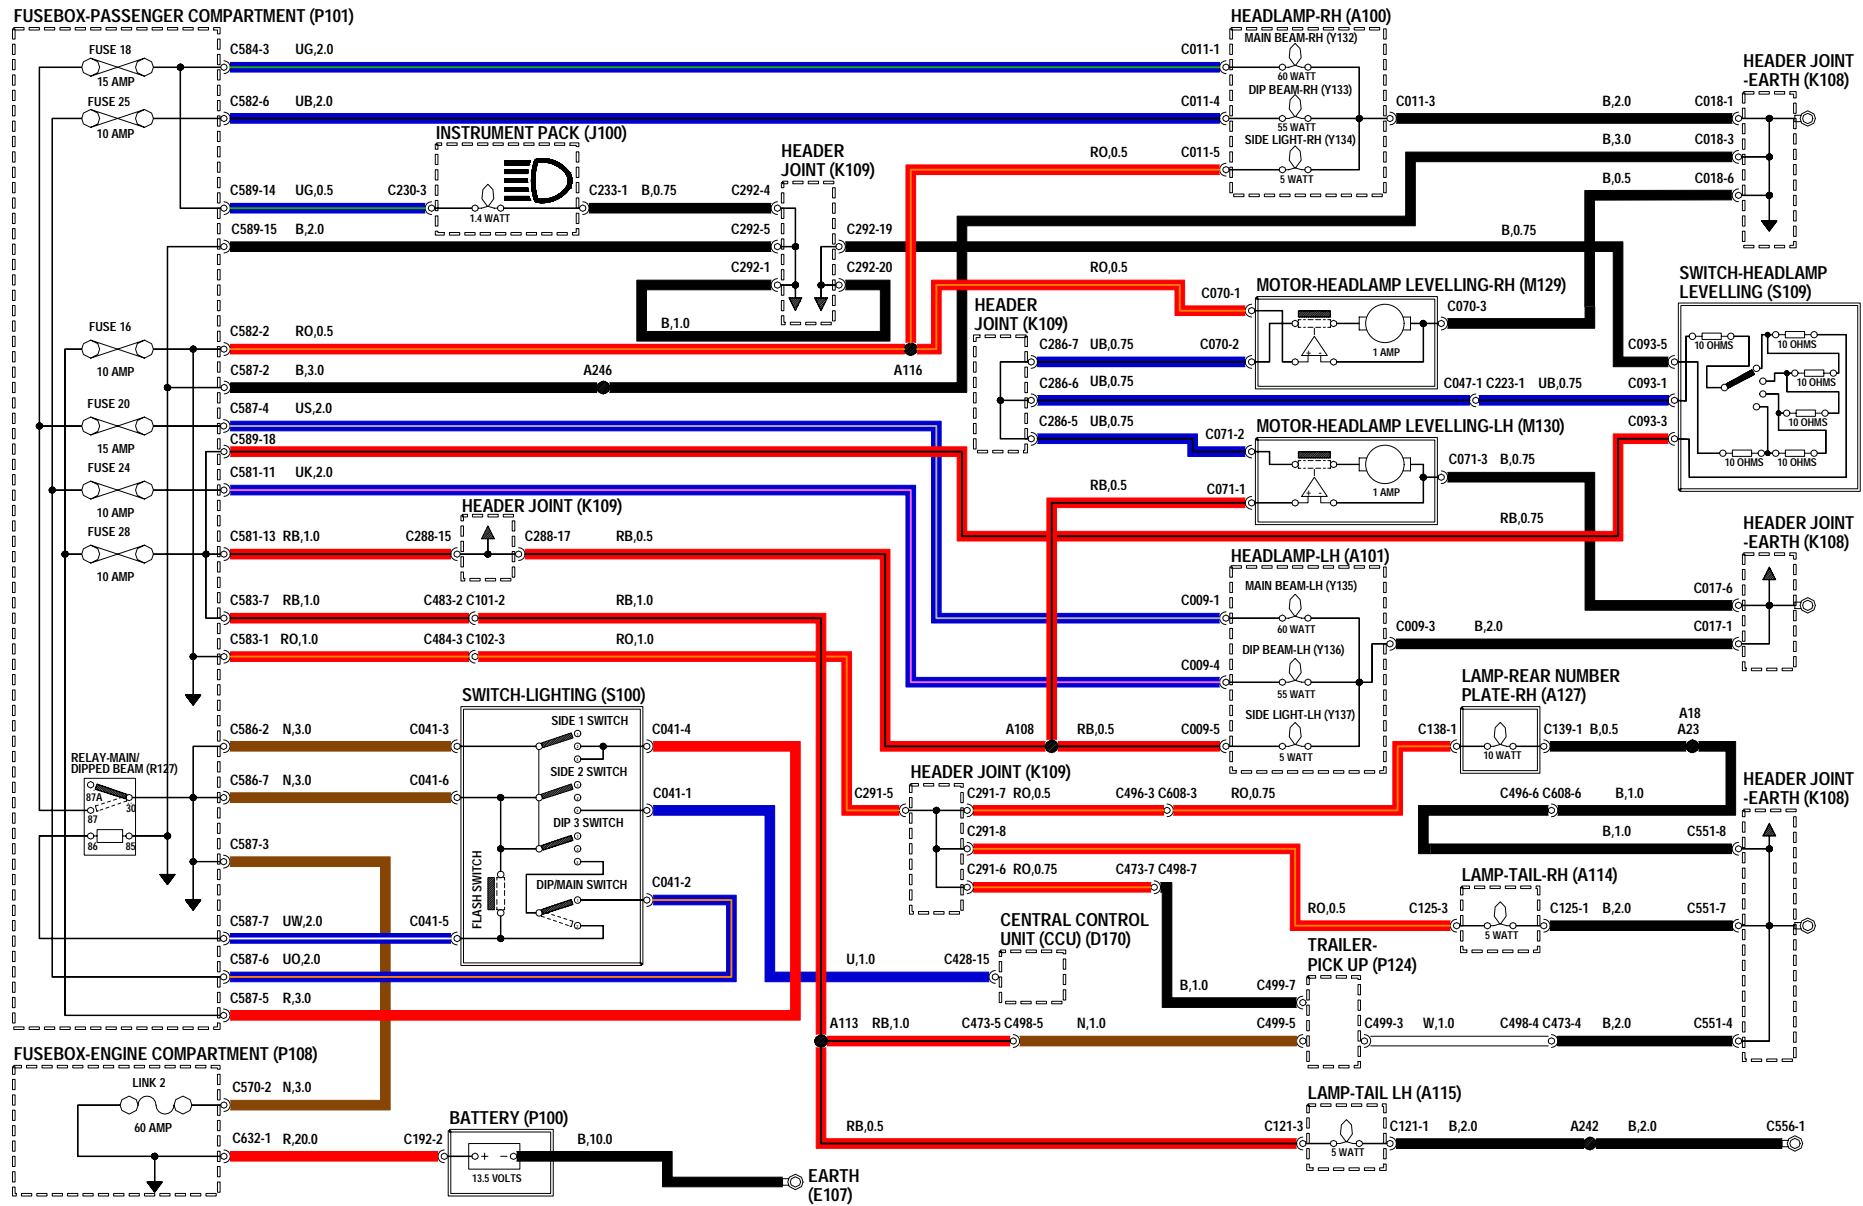 FUSEBOX-PASSENGER COMPARTMENT (P101)
FUSE 18
15 AMP
C584-3 UG,2.0
C011-1
FUSE 25
10 AMP
C582-6 UB,2.0
C011-4
HEADLAMP-RH (A100)
MAIN BEAM-RH (Y132)
60 WATT
DIP BEAM-RH (Y133)
55 WATT
SIDE LIGHT-RH (Y134)
5 WATT
C011-3 B,2.0 C018-1
HEADER JOINT
-EARTH (K108)
B,3.0 C018-3
B,0.5 C018-6
RO,0.5 C011-5
INSTRUMENT PACK (J100)
C589-14 UG,0.5 C230-3
1.4 WATT
C233-1 B,0.75 C292-4
HEADER
JOINT (K109)
C589-15 B,2.0 C292-5
C292-19 B,0.75
C292-1 C292-20
B,1.0
RO,0.5 C070-1
MOTOR-HEADLAMP LEVELLING-RH (M129)
C070-3
1 AMP
SWITCH-HEADLAMP
LEVELLING (S109)
10 OHMS
10 OHMS
10 OHMS
10 OHMS
10 OHMS
10 OHMS
FUSE 16
10 AMP
C582-2 RO,0.5
A116
HEADER
JOINT (K109)
C286-7 UB,0.75 C070-2
C286-6 UB,0.75
C047-1 C223-1 UB,0.75
C093-5
C093-1
C093-3
C286-5 UB,0.75 C071-2
C587-2 B,3.0 A246
FUSE 20
15 AMP
C587-4 US,2.0
C589-18
MOTOR-HEADLAMP LEVELLING-LH (M130)
C071-3 B,0.75
1 AMP
RB,0.5 C071-1
RB,0.75
FUSE 24
10 AMP
C581-11 UK,2.0
HEADER JOINT (K109)
FUSE 28
10 AMP
C581-13 RB,1.0 C288-15
C288-17 RB,0.5
HEADLAMP-LH (A101)
MAIN BEAM-LH (Y135)
60 WATT
DIP BEAM-LH (Y136)
55 WATT
SIDE LIGHT-LH (Y137)
5 WATT
C009-1
C009-4
C009-5
C009-3 B,2.0 C017-1
HEADER JOINT
-EARTH (K108)
C017-6
C583-7 RB,1.0 C483-2 C101-2 RB,1.0
C583-1 RO,1.0 C484-3 C102-3 RO,1.0
A108 RB,0.5
SWITCH-LIGHTING (S100)
SIDE 1 SWITCH
SIDE 2 SWITCH
DIP 3 SWITCH
DIP/MAIN SWITCH
FLASH SWITCH
C586-2 N,3.0 C041-3
C041-4
RELAY-MAIN/
DIPPED BEAM (R127)
87A
30
87
86
85
C586-7 N,3.0 C041-6
C041-1
C587-3
C041-2
C587-7 UW,2.0 C041-5
C587-6 UO,2.0
C587-5 R,3.0
LAMP-REAR NUMBER
PLATE-RH (A127)
C138-1
10 WATT
C139-1 B,0.5
A18
A23
HEADER JOINT (K109)
C291-5
C291-7 RO,0.5 C496-3 C608-3 RO,0.75
C291-8
C291-6 RO,0.75 C473-7 C498-7
C496-6 C608-6 B,1.0
B,1.0 C551-8
HEADER JOINT
-EARTH (K108)
LAMP-TAIL-RH (A114)
RO,0.5 C125-3
5 WATT
C125-1 B,2.0 C551-7
CENTRAL CONTROL
UNIT (CCU) (D170)
U,1.0 C428-15
TRAILER-
PICK UP (P124)
B,1.0 C499-7
A113 RB,1.0 C473-5 C498-5 N,1.0 C499-5
C499-3 W,1.0 C498-4 C473-4 B,2.0 C551-4
FUSEBOX-ENGINE COMPARTMENT (P108)
LINK 2
60 AMP
C570-2 N,3.0
C632-1 R,20.0 C192-2
BATTERY (P100)
+ −
13.5 VOLTS
B,10.0
EARTH
(E107)
LAMP-TAIL LH (A115)
RB,0.5 C121-3
5 WATT
C121-1 B,2.0 A242 B,2.0 C556-1